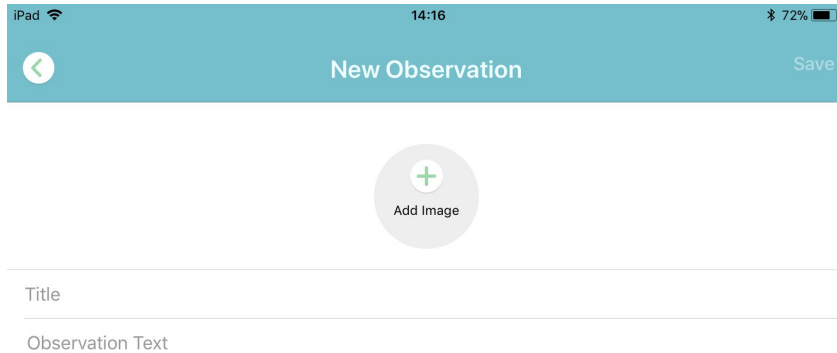 iPad 14:16 72%
New Observation Save
Add Image
Title
Observation Text